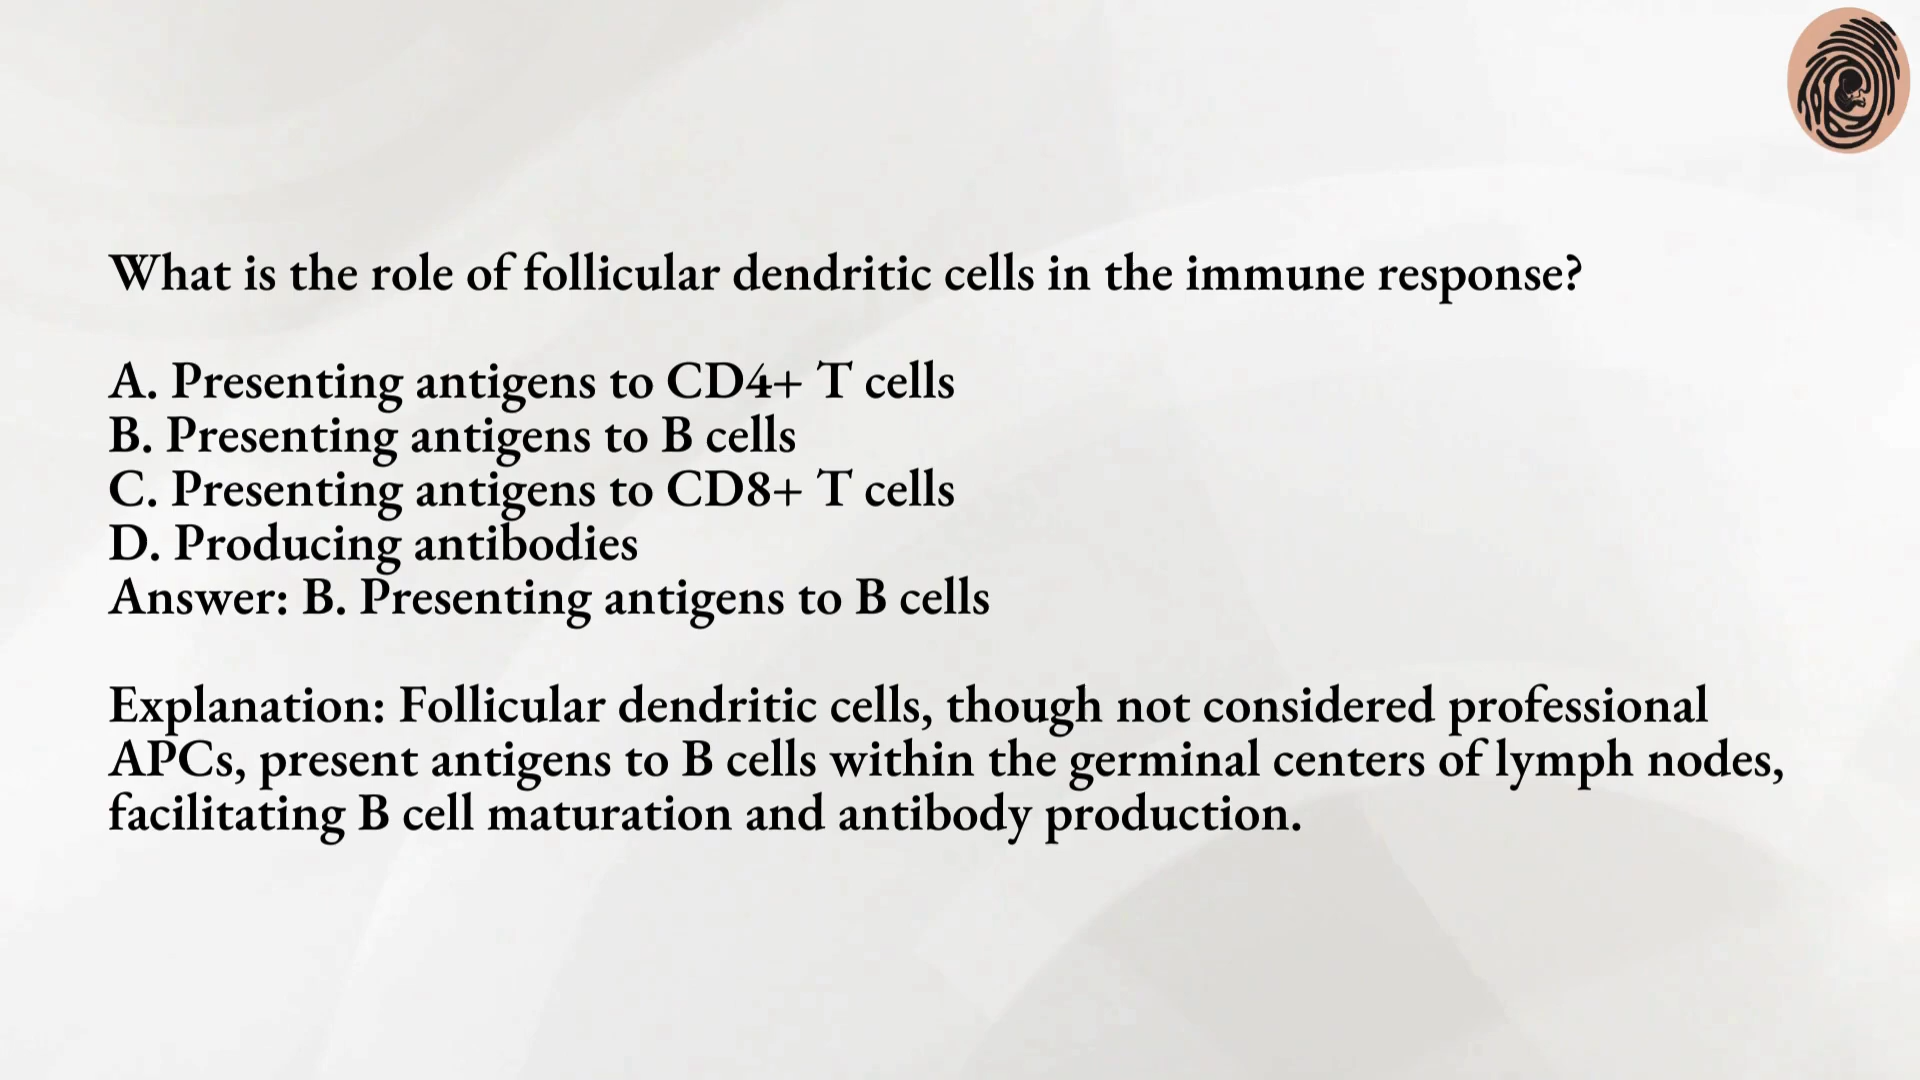 What is the role of follicular dendritic cells in the immune response?
A. Presenting antigens to CD4+ T cells
B. Presenting antigens to B cells
C. Presenting antigens to CD8+ T cells
D. Producing antibodies
Answer: B. Presenting antigens to B cells
Explanation: Follicular dendritic cells, though not considered professional
APCs, present antigens to B cells within the germinal centers of lymph nodes,
facilitating B cell maturation and antibody production.